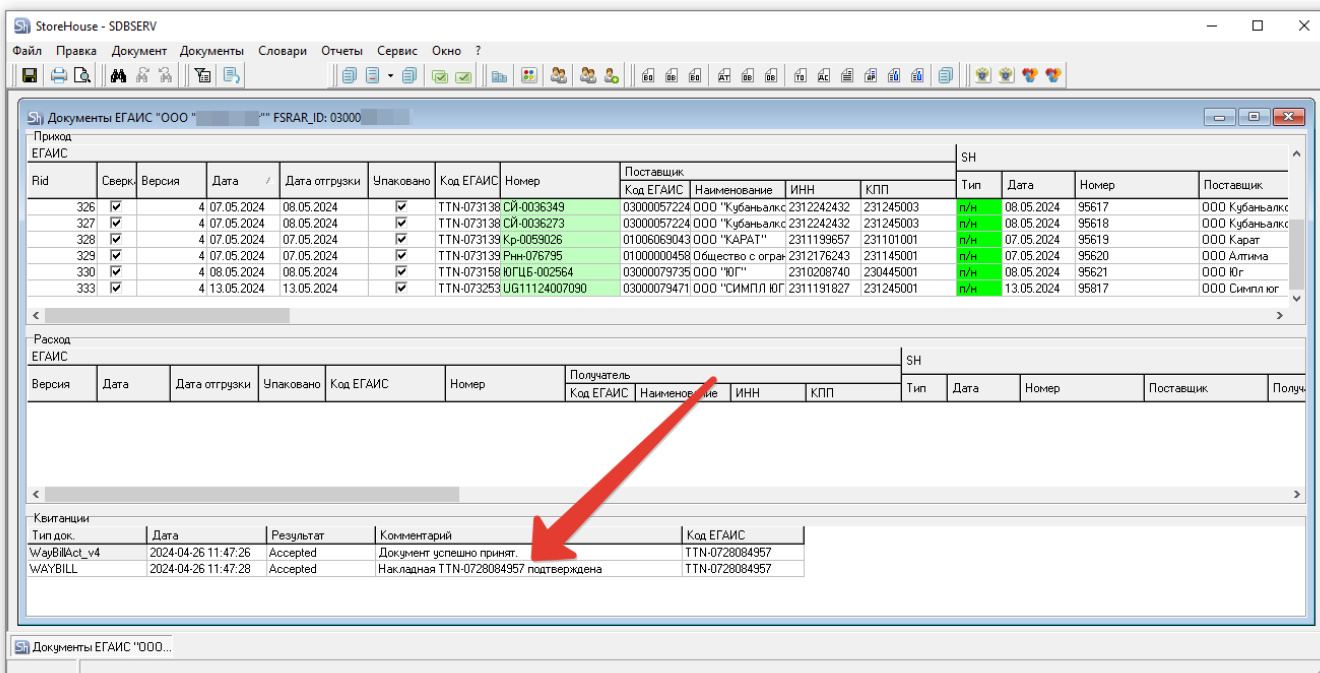 StoreHouse - SDBSERV
Файл Правка Документ Документы Словари Отчеты Сервис Окно ?
Документы ЕГАИС "ООО " "" FSRAR_ID: 03000
Приход
ЕГАИС SH
Rid Сверк Версия Дата Дата отгрузки Упаковано Код ЕГАИС Номер Поставщик Тип Дата Номер Поставщик
Код ЕГАИС Наименование ИНН КПП
326 4 07.05.2024 08.05.2024 TTN-073138 СЙ-0036349 03000057224 ООО "Кубаньалкс 2312242432 231245003 п/н 08.05.2024 95617 ООО Кубаньалкс
327 4 07.05.2024 08.05.2024 TTN-073138 СЙ-0036273 03000057224 ООО "Кубаньалкс 2312242432 231245003 п/н 08.05.2024 95618 ООО Кубаньалкс
328 4 07.05.2024 07.05.2024 TTN-073139 Кр-0059026 01006069043 ООО "КАРАТ" 2311199657 231101001 п/н 07.05.2024 95619 ООО Карат
329 4 07.05.2024 07.05.2024 TTN-073139 Рнн-076795 01000000458 Общество с огран 2312176243 231145001 п/н 07.05.2024 95620 ООО Алтима
330 4 08.05.2024 08.05.2024 TTN-073158 ЮГЦБ-002564 03000079735 ООО "ЮГ" 2310208740 230445001 п/н 08.05.2024 95621 ООО Юг
333 4 13.05.2024 13.05.2024 TTN-073253 UG11124007090 03000079471 ООО "СИМПЛ ЮГ 2311191827 231245001 п/н 13.05.2024 95817 ООО Симпл юг
Расход
ЕГАИС SH
Версия Дата Дата отгрузки Упаковано Код ЕГАИС Номер Получатель Тип Дата Номер Поставщик Получ
Код ЕГАИС Наименование ИНН КПП
Квитанции
Тип док. Дата Результат Комментарий Код ЕГАИС
WayBillAct_v4 2024-04-26 11:47:26 Accepted Документ успешно принят. TTN-0728084957
WAYBILL 2024-04-26 11:47:28 Accepted Накладная TTN-0728084957 подтверждена TTN-0728084957
Документы ЕГАИС "ООО...